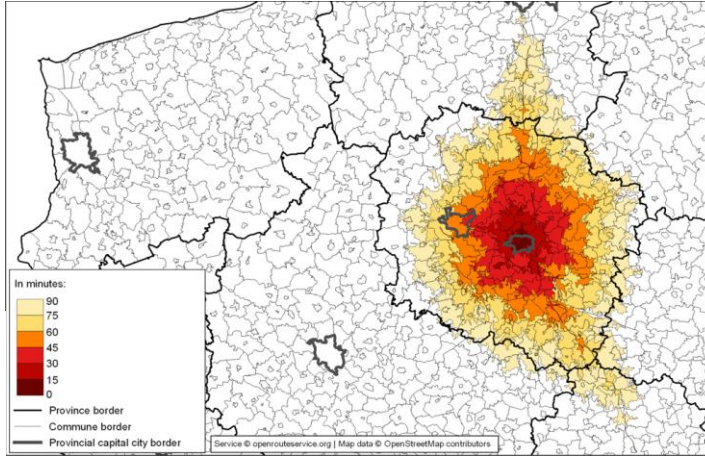 In minutes:
90
75
60
45
30
15
0
Province border
Commune border
Provincial capital city border
Service © openrouteservice.org | Map data © OpenStreetMap contributors